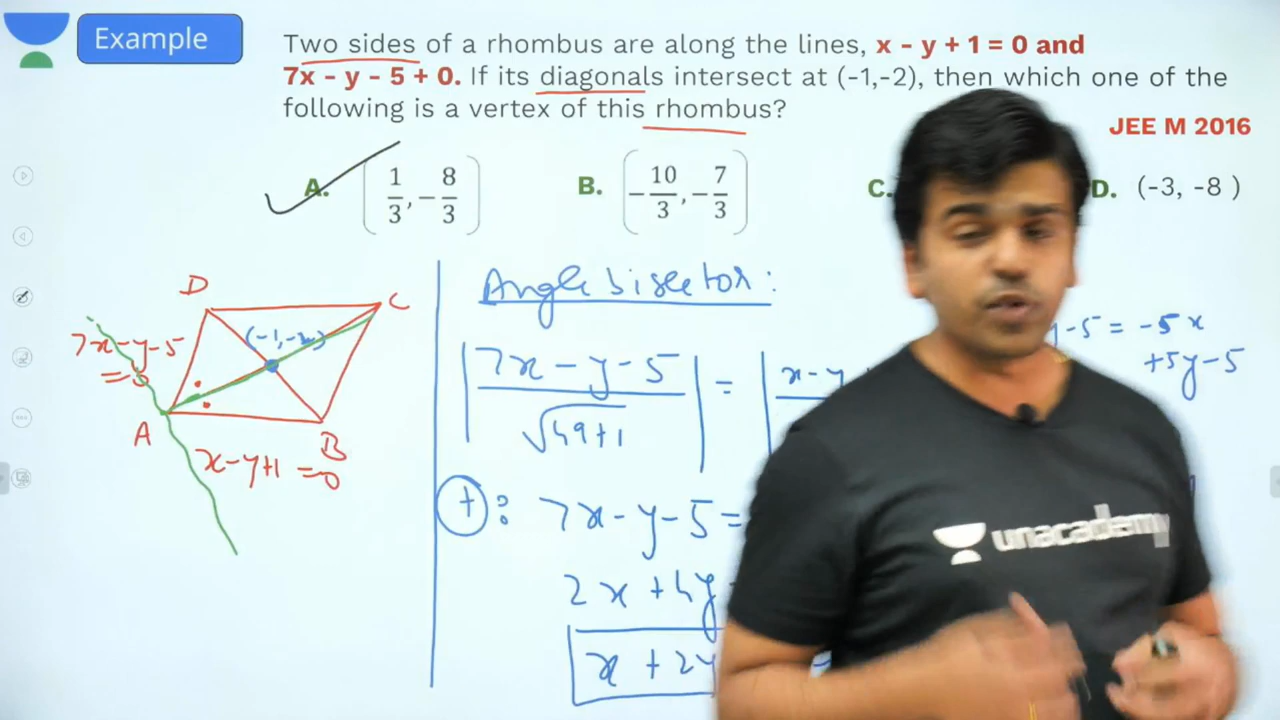 Example
Two sides of a rhombus are along the lines, x - y + 1 = 0 and
7x - y - 5 + 0. If its diagonals intersect at (-1,-2), then which one of the
following is a vertex of this rhombus?
JEE M 2016
A. (1/3, -8/3)
B. (-10/3, -7/3)
C.
D. (-3, -8 )
D
C
(-1,-2)
7x-y-5
=0
A
B
x-y+1 =0
Angle bisector:
|7x-y-5 / √49+1| = |x-y
y-5 = -5x
+5y-5
(+): 7x-y-5=
2x+4y
x+2y
unacademy